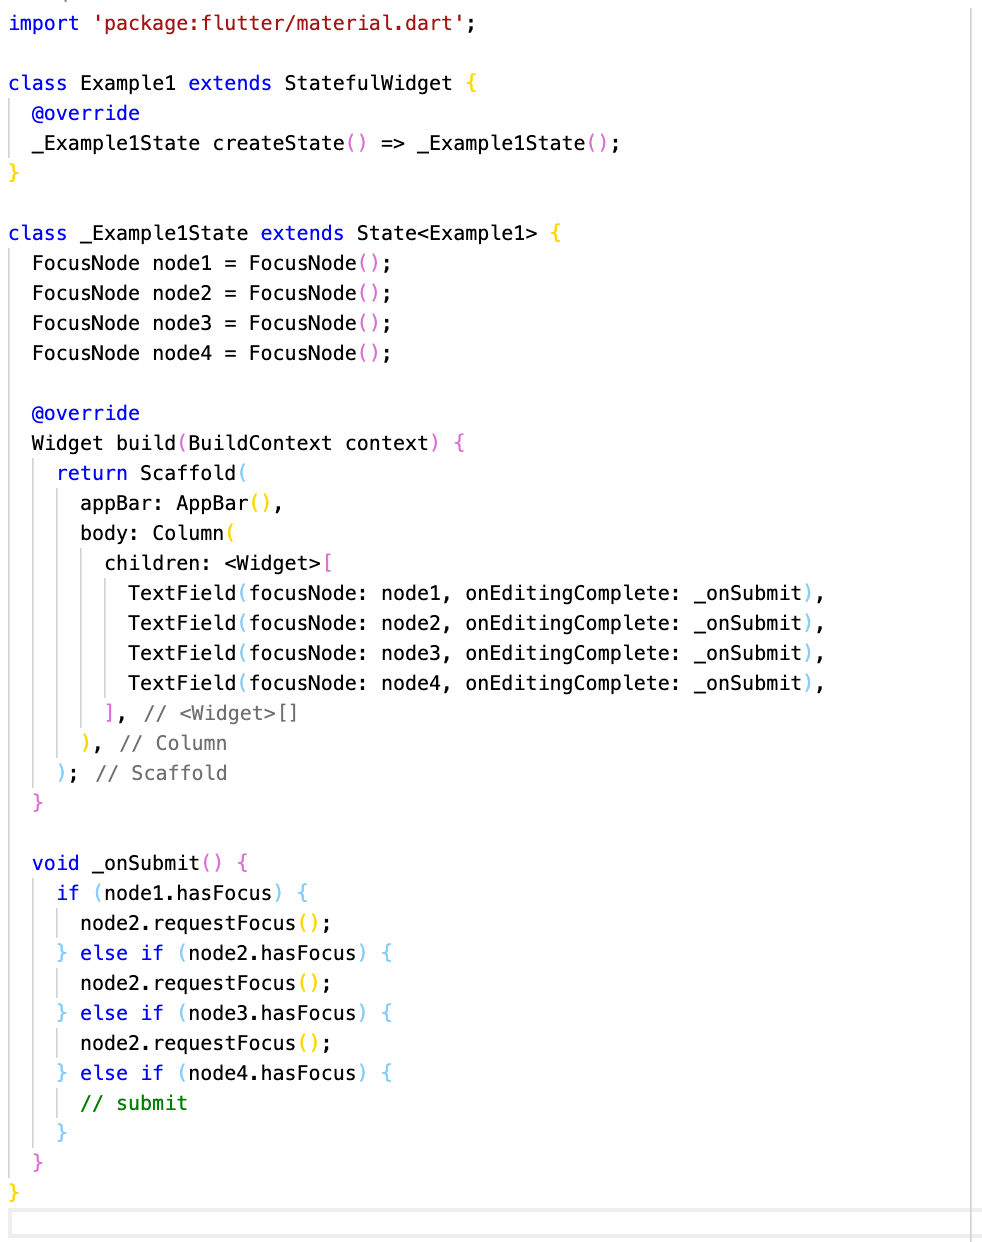 import 'package:flutter/material.dart';

class Example1 extends StatefulWidget {
  @override
  _Example1State createState() => _Example1State();
}

class _Example1State extends State<Example1> {
  FocusNode node1 = FocusNode();
  FocusNode node2 = FocusNode();
  FocusNode node3 = FocusNode();
  FocusNode node4 = FocusNode();

  @override
  Widget build(BuildContext context) {
    return Scaffold(
      appBar: AppBar(),
      body: Column(
        children: <Widget>[
          TextField(focusNode: node1, onEditingComplete: _onSubmit),
          TextField(focusNode: node2, onEditingComplete: _onSubmit),
          TextField(focusNode: node3, onEditingComplete: _onSubmit),
          TextField(focusNode: node4, onEditingComplete: _onSubmit),
        ], // <Widget>[]
      ), // Column
    ); // Scaffold
  }

  void _onSubmit() {
    if (node1.hasFocus) {
      node2.requestFocus();
    } else if (node2.hasFocus) {
      node2.requestFocus();
    } else if (node3.hasFocus) {
      node2.requestFocus();
    } else if (node4.hasFocus) {
      // submit
    }
  }
}